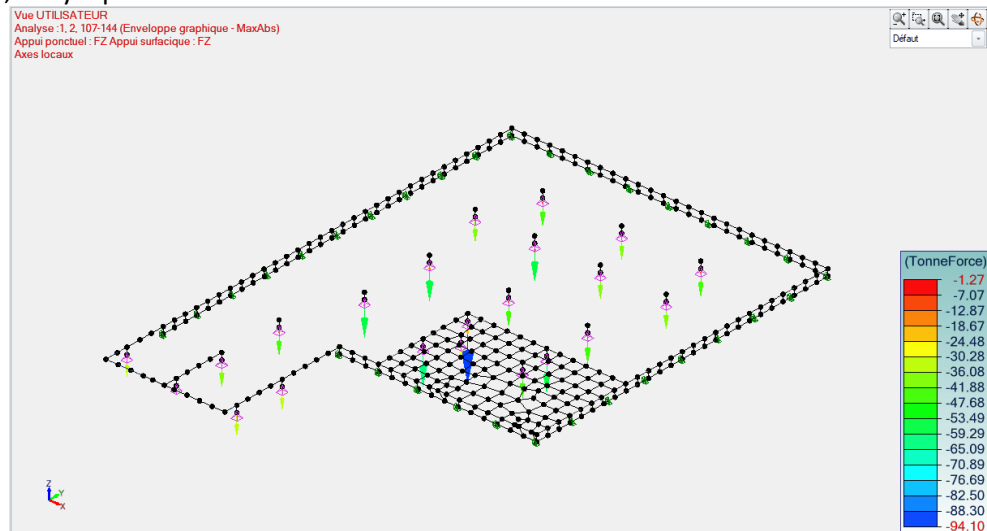 Vue UTILISATEUR
Analyse :1, 2, 107-144 (Enveloppe graphique - MaxAbs)
Appui ponctuel : FZ Appui surfacique : FZ
Axes locaux
Défaut
(TonneForce)
-1.27
-7.07
-12.87
-18.67
-24.48
-30.28
-36.08
-41.88
-47.68
-53.49
-59.29
-65.09
-70.89
-76.69
-82.50
-88.30
-94.10
Z
Y
X